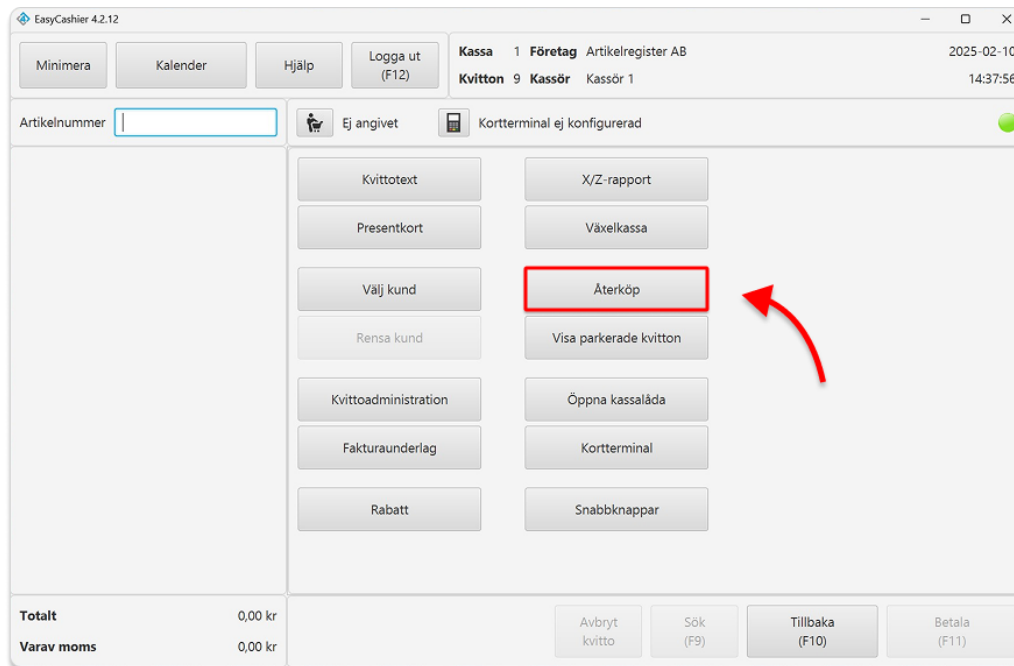 EasyCashier 4.2.12
Minimera
Kalender
Hjälp
Logga ut
(F12)
Kassa 1 Företag Artikelregister AB
2025-02-10
Kvitton 9 Kassör Kassör 1
14:37:56
Artikelnummer
Ej angivet
Kortterminal ej konfigurerad
Kvittotext
X/Z-rapport
Presentkort
Växelkassa
Välj kund
Återköp
Rensa kund
Visa parkerade kvitton
Kvittoadministration
Öppna kassalåda
Fakturaunderlag
Kortterminal
Rabatt
Snabbknappar
Totalt 0,00 kr
Varav moms 0,00 kr
Avbryt
kvitto
Sök
(F9)
Tillbaka
(F10)
Betala
(F11)